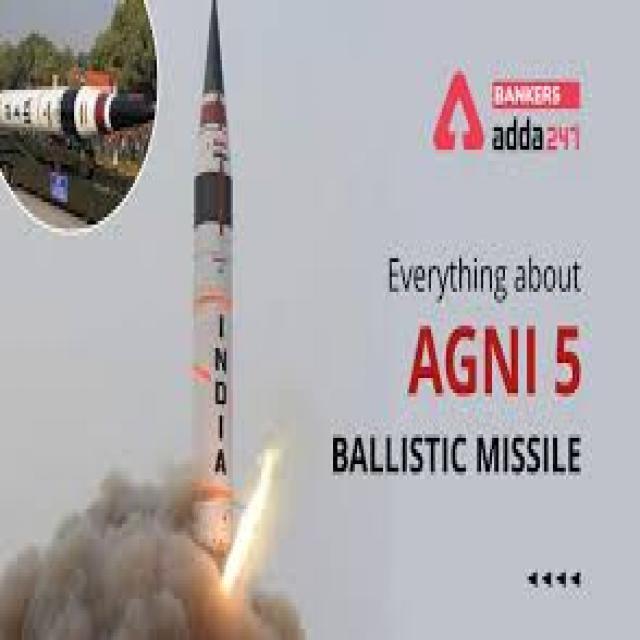 BANKERS
adda247
Everything about
AGNI 5
BALLISTIC MISSILE
INDIA